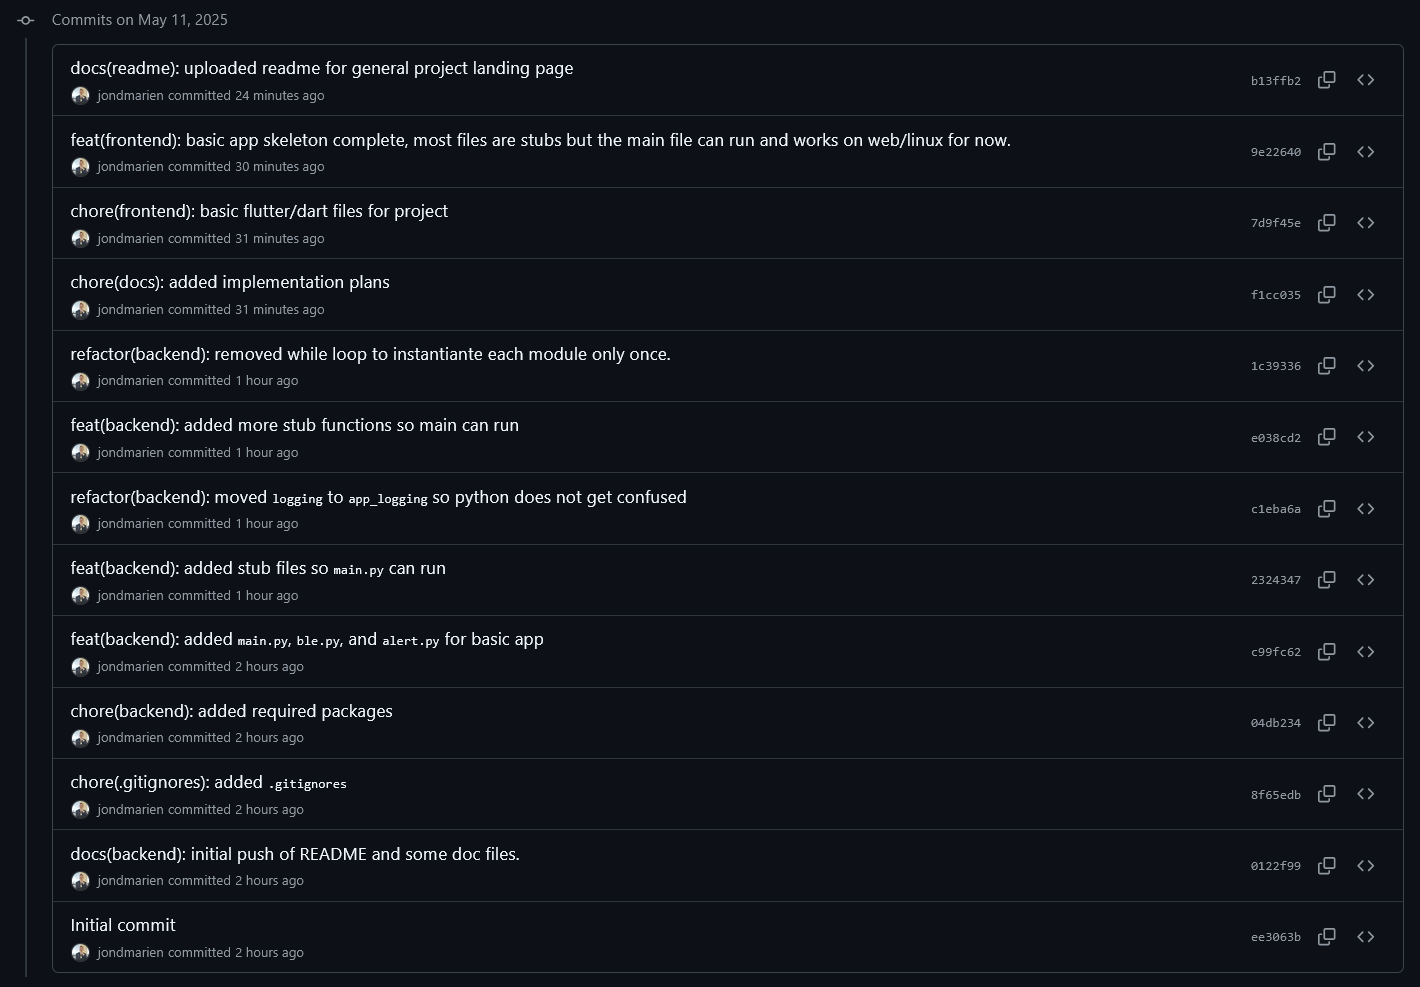 Commits on May 11, 2025
docs(readme): uploaded readme for general project landing page
jondmarien committed 24 minutes ago
b13ffb2
feat(frontend): basic app skeleton complete, most files are stubs but the main file can run and works on web/linux for now.
jondmarien committed 30 minutes ago
9e22640
chore(frontend): basic flutter/dart files for project
jondmarien committed 31 minutes ago
7d9f45e
chore(docs): added implementation plans
jondmarien committed 31 minutes ago
f1cc035
refactor(backend): removed while loop to instantiante each module only once.
jondmarien committed 1 hour ago
1c39336
feat(backend): added more stub functions so main can run
jondmarien committed 1 hour ago
e038cd2
refactor(backend): moved logging to app_logging so python does not get confused
jondmarien committed 1 hour ago
c1eba6a
feat(backend): added stub files so main.py can run
jondmarien committed 1 hour ago
2324347
feat(backend): added main.py, ble.py, and alert.py for basic app
jondmarien committed 2 hours ago
c99fc62
chore(backend): added required packages
jondmarien committed 2 hours ago
04db234
chore(.gitignores): added .gitignores
jondmarien committed 2 hours ago
8f65edb
docs(backend): initial push of README and some doc files.
jondmarien committed 2 hours ago
0122f99
Initial commit
jondmarien committed 2 hours ago
ee3063b